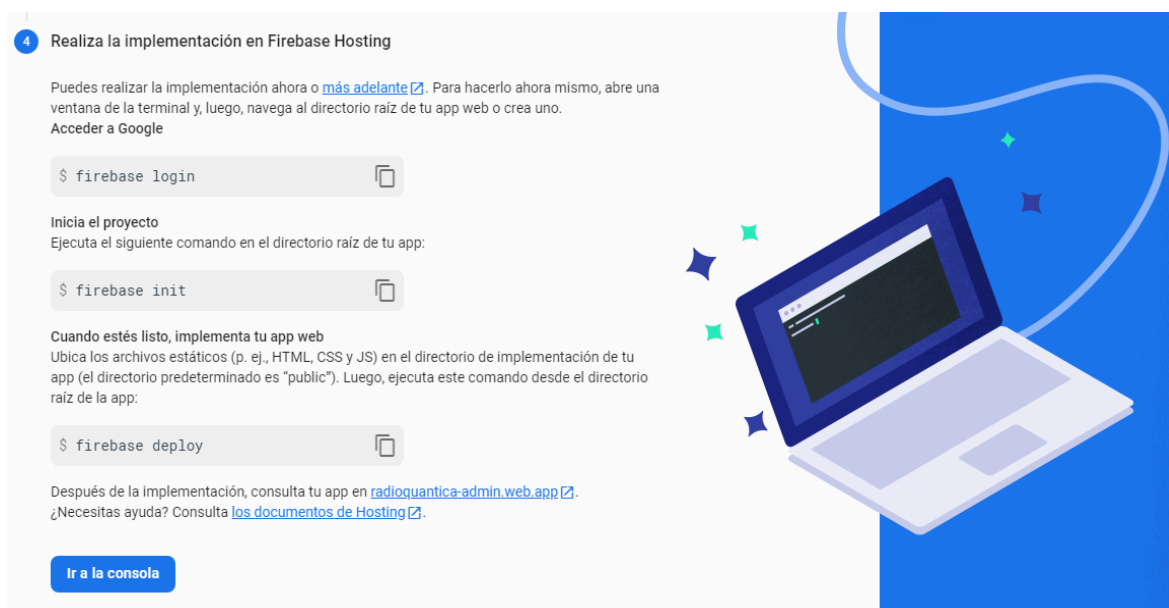 4 Realiza la implementación en Firebase Hosting
Puedes realizar la implementación ahora o más adelante. Para hacerlo ahora mismo, abre una
ventana de la terminal y, luego, navega al directorio raíz de tu app web o crea uno.
Acceder a Google
$ firebase login
Inicia el proyecto
Ejecuta el siguiente comando en el directorio raíz de tu app:
$ firebase init
Cuando estés listo, implementa tu app web
Ubica los archivos estáticos (p. ej., HTML, CSS y JS) en el directorio de implementación de tu
app (el directorio predeterminado es “public”). Luego, ejecuta este comando desde el directorio
raíz de la app:
$ firebase deploy
Después de la implementación, consulta tu app en radioquantica-admin.web.app.
¿Necesitas ayuda? Consulta los documentos de Hosting.
Ir a la consola